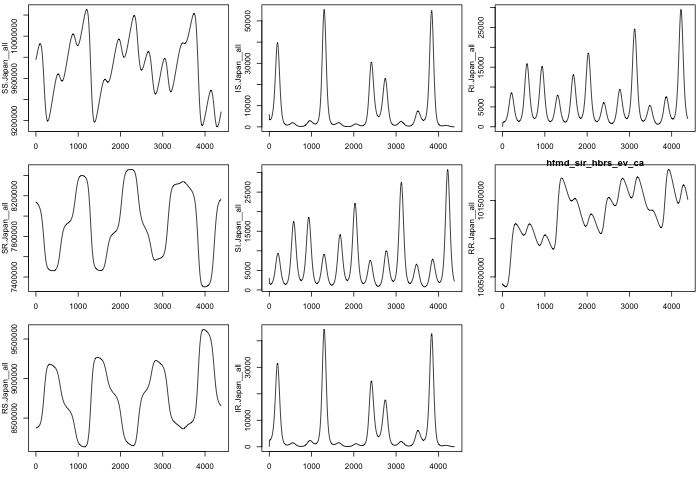 SS.Japan__all
9200000 9600000 10000000
0 1000 2000 3000 4000
IS.Japan__all
0 10000 30000 50000
0 1000 2000 3000 4000
RI.Japan__all
0 5000 15000 25000
0 1000 2000 3000 4000
SR.Japan__all
7400000 7800000 8200000
0 1000 2000 3000 4000
SI.Japan__all
0 5000 15000 25000
0 1000 2000 3000 4000
hfmd_sir_hbrs_ev_ca
RR.Japan__all
100500000 101500000
0 1000 2000 3000 4000
RS.Japan__all
8500000 9000000 9500000
0 1000 2000 3000 4000
IR.Japan__all
0 10000 30000
0 1000 2000 3000 4000